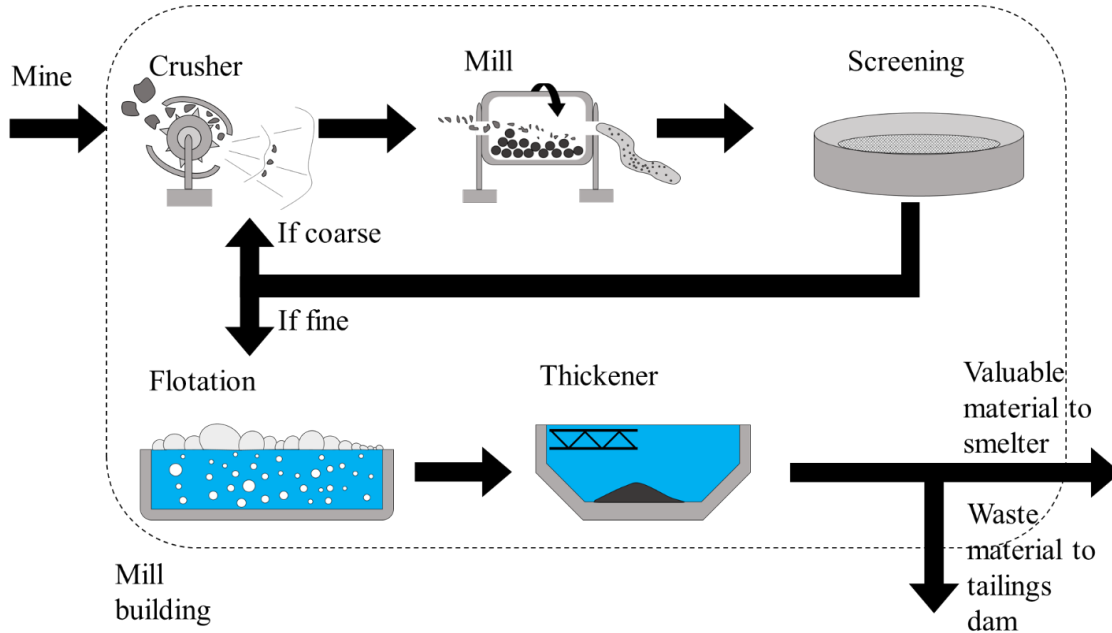 Mine
Crusher
Mill
Screening
If coarse
If fine
Flotation
Thickener
Valuable
material to
smelter
Waste
material to
tailings
dam
Mill
building